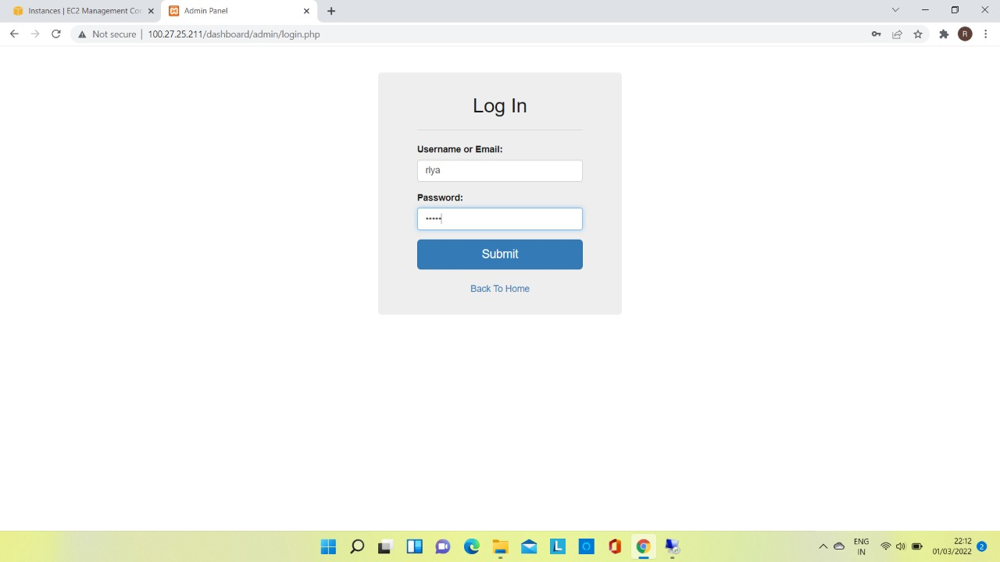 Instances | EC2 Management Cor
Admin Panel
Not secure | 100.27.25.211/dashboard/admin/login.php
R
Log In
Username or Email:
riya
Password:
•••••
Submit
Back To Home
L
ENG
IN
22:12
01/03/2022
2